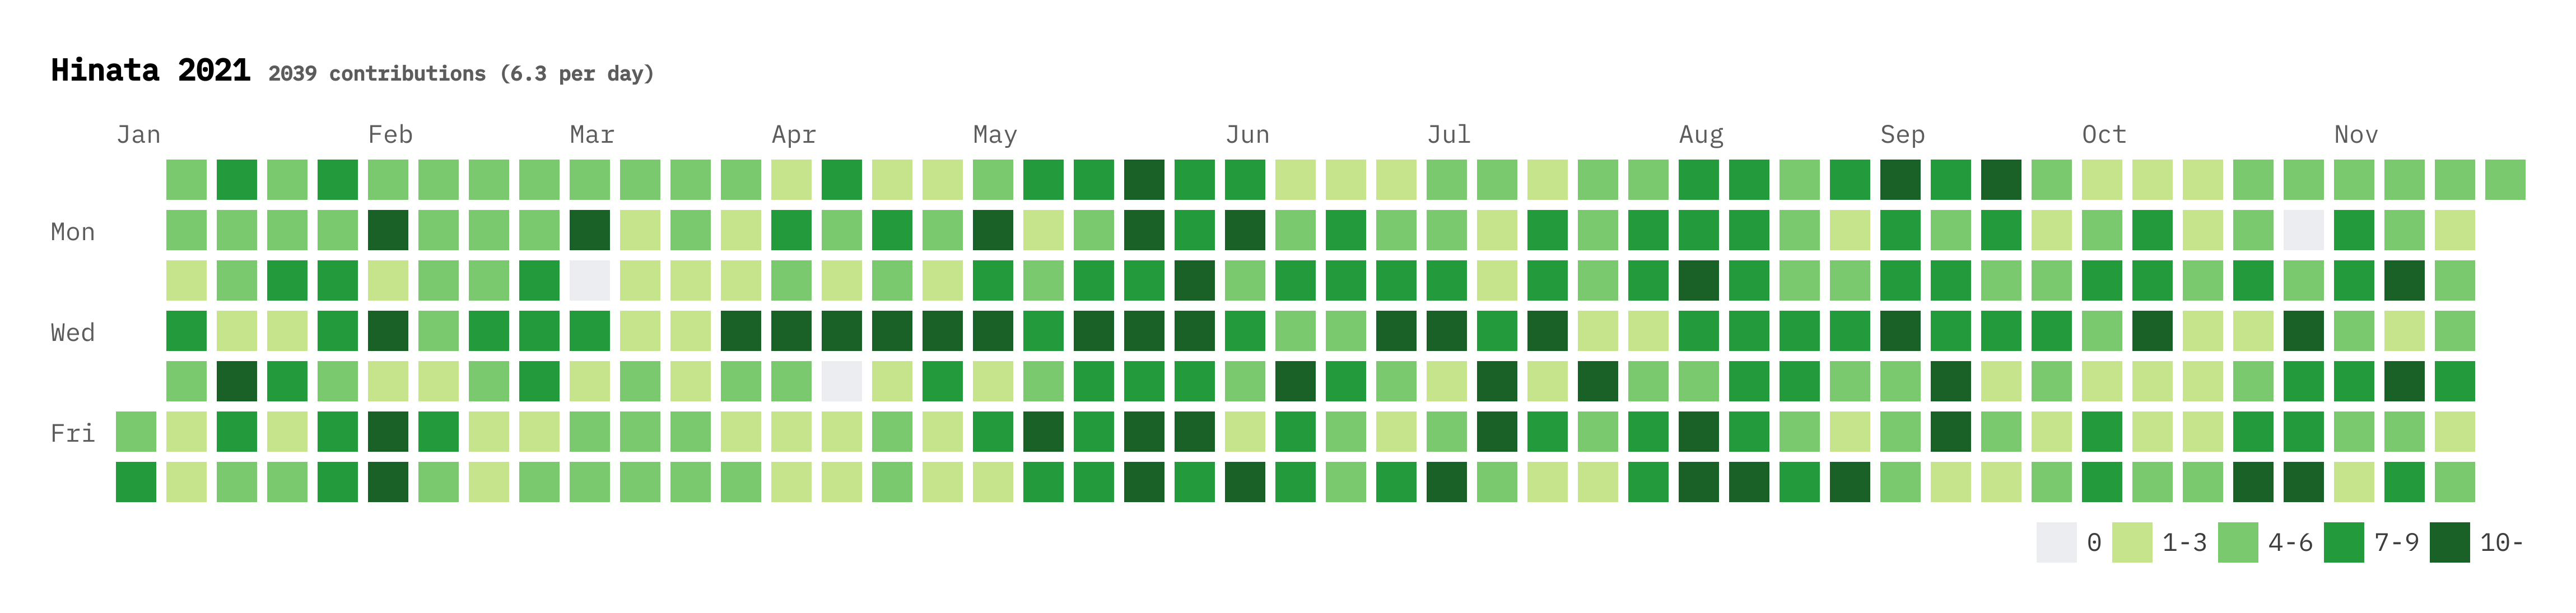 Hinata 2021 2039 contributions (6.3 per day)
Jan Feb Mar Apr May Jun Jul Aug Sep Oct Nov
Mon
Wed
Fri
0 1-3 4-6 7-9 10-